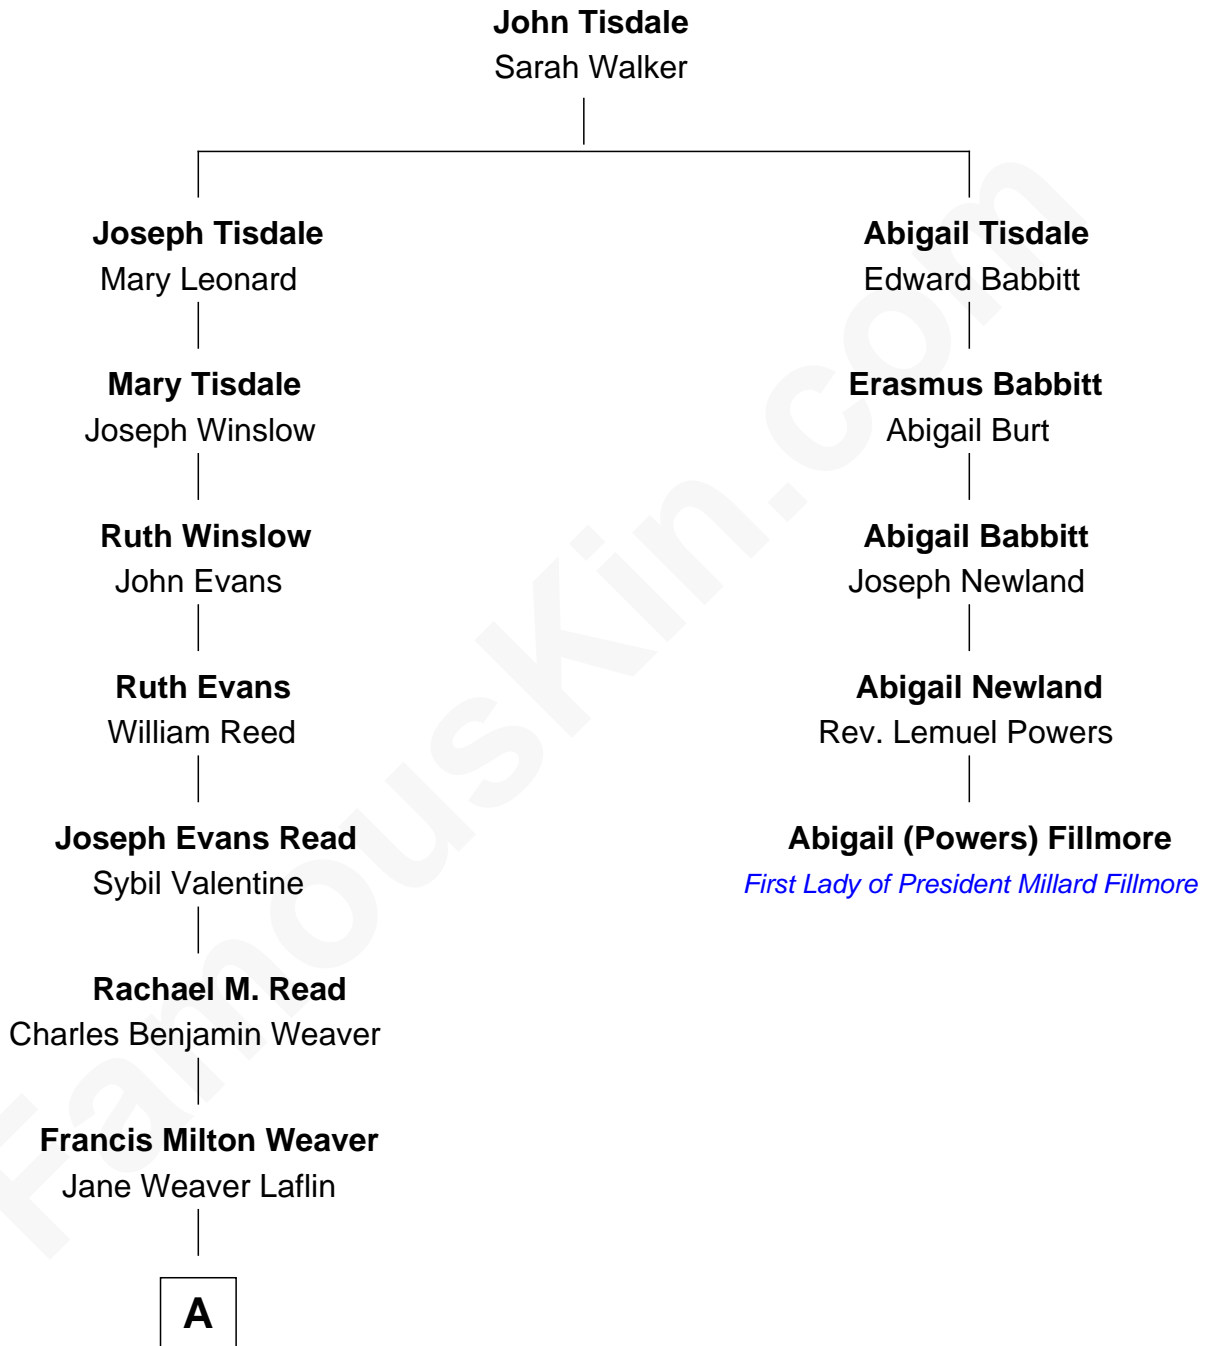 John Tisdale
Sarah Walker
Joseph Tisdale
Mary Leonard
Mary Tisdale
Joseph Winslow
Ruth Winslow
John Evans
Ruth Evans
William Reed
Joseph Evans Read
Sybil Valentine
Rachael M. Read
Charles Benjamin Weaver
Francis Milton Weaver
Jane Weaver Laflin
A
Abigail Tisdale
Edward Babbitt
Erasmus Babbitt
Abigail Burt
Abigail Babbitt
Joseph Newland
Abigail Newland
Rev. Lemuel Powers
Abigail (Powers) Fillmore
First Lady of President Millard Fillmore
FamousKin.com